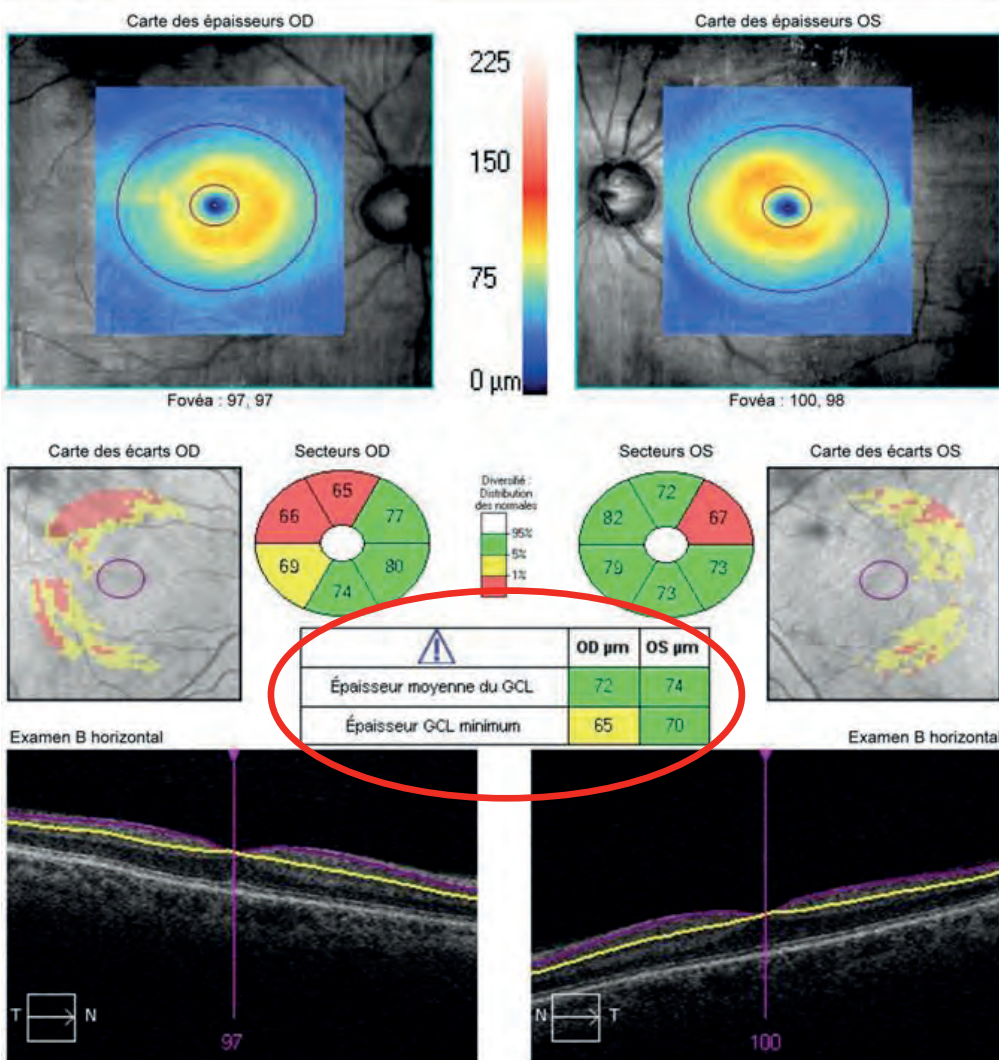 Carte des épaisseurs OD
Carte des épaisseurs OS
225
150
75
0 µm
Fovéa : 97, 97
Fovéa : 100, 98
Carte des écarts OD
Secteurs OD
Secteurs OS
Carte des écarts OS
65
66
77
69
80
74
Diversifié :
Distribution
des normales
95%
5%
1%
72
82
67
79
73
73
OD µm OS µm
Épaisseur moyenne du GCL 72 74
Épaisseur GCL minimum 65 70
Examen B horizontal
Examen B horizontal
T N
97
N T
100